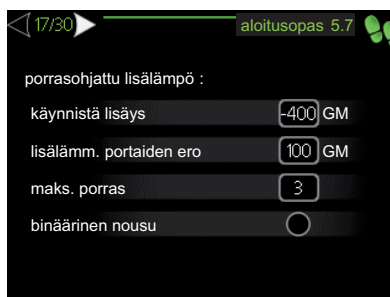 17/30 aloitusopas 5.7
porrasohjattu lisälämpö :
käynnistä lisäys -400 GM
lisälämm. portaiden ero 100 GM
maks. porras 3
binäärinen nousu